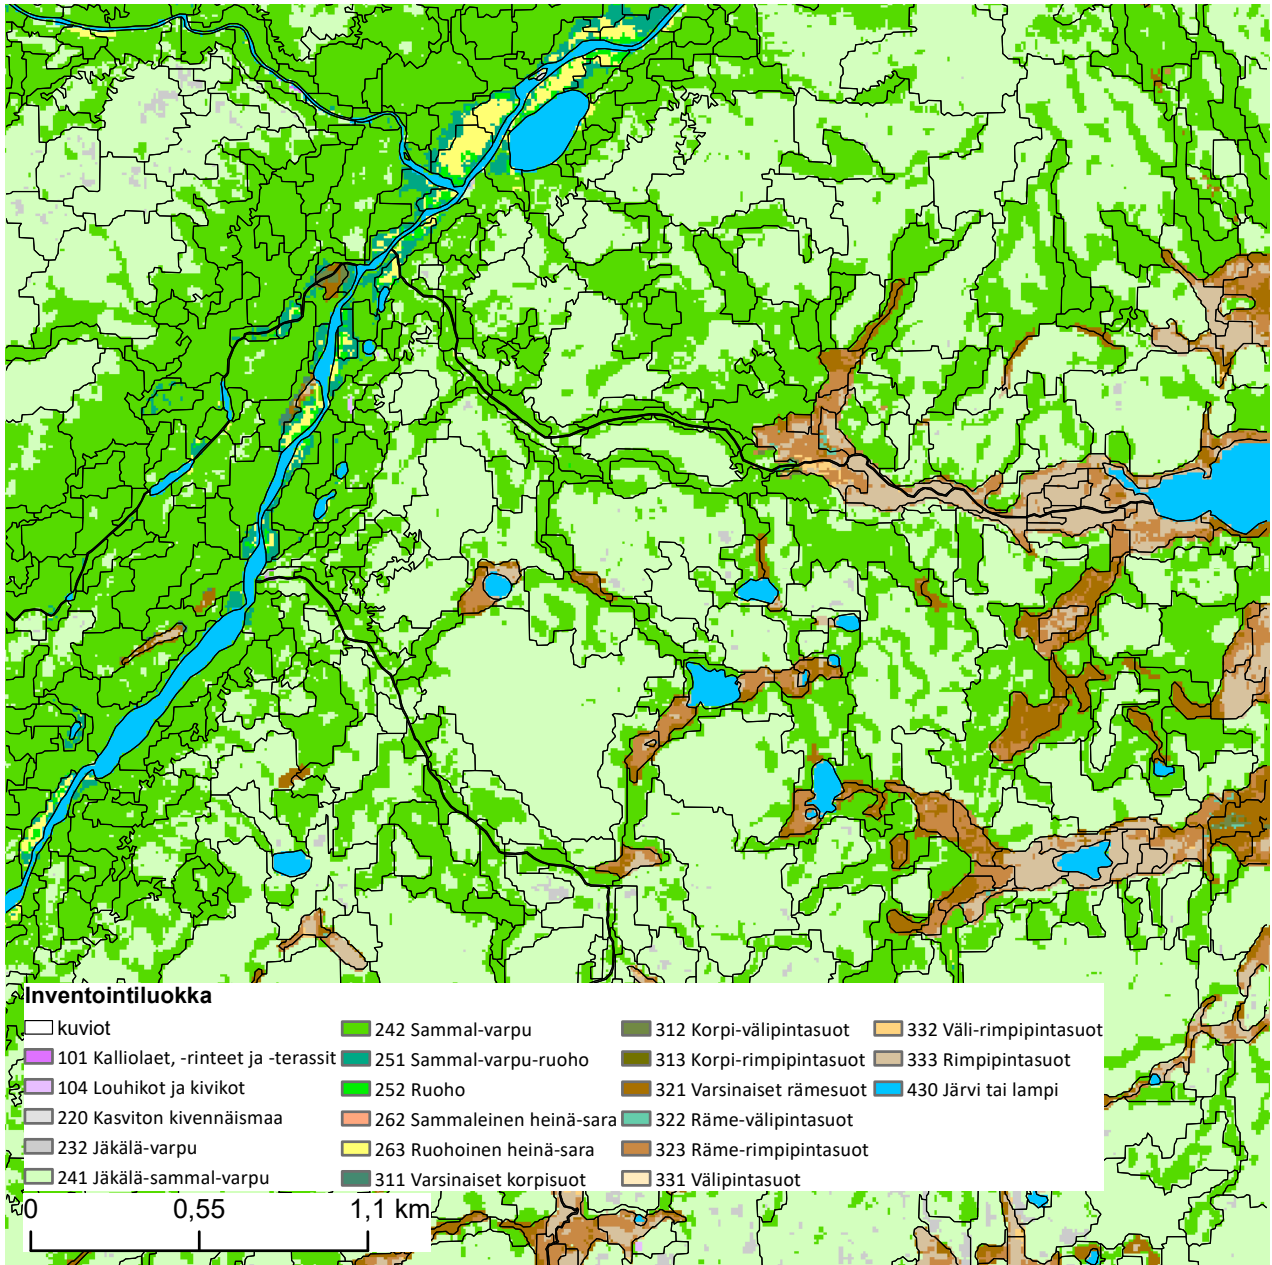 Inventointiluokka
kuviot
101 Kalliolaet, -rinteet ja -terassit
104 Louhikot ja kivikot
220 Kasviton kivennäismaa
232 Jäkälä-varpu
241 Jäkälä-sammal-varpu
242 Sammal-varpu
251 Sammal-varpu-ruoho
252 Ruoho
262 Sammaleinen heinä-sara
263 Ruohoinen heinä-sara
311 Varsinaiset korpisuot
312 Korpi-välipintasuot
313 Korpi-rimpipintasuot
321 Varsinaiset rämesuot
322 Räme-välipintasuot
323 Räme-rimpipintasuot
331 Välipintasuot
332 Väli-rimpipintasuot
333 Rimpipintasuot
430 Järvi tai lampi
0 0,55 1,1 km